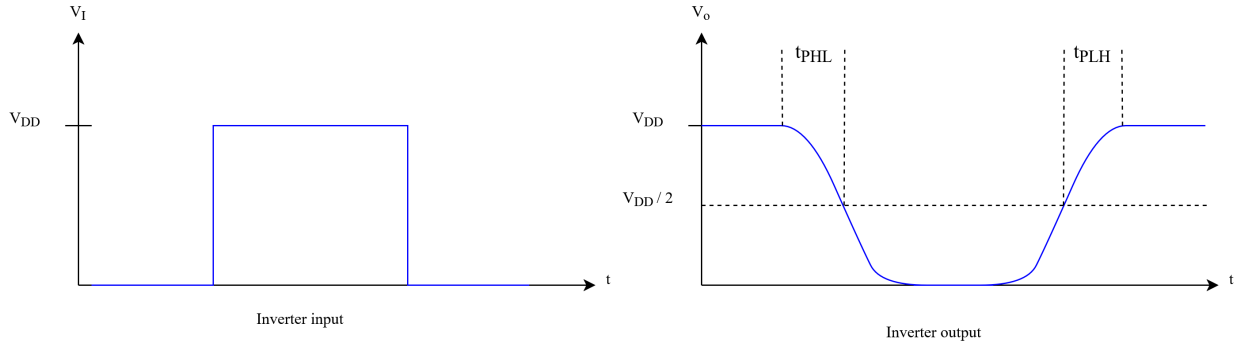 V_I
V_DD
t
Inverter input
V_o
t_PHL
t_PLH
V_DD
V_DD / 2
t
Inverter output